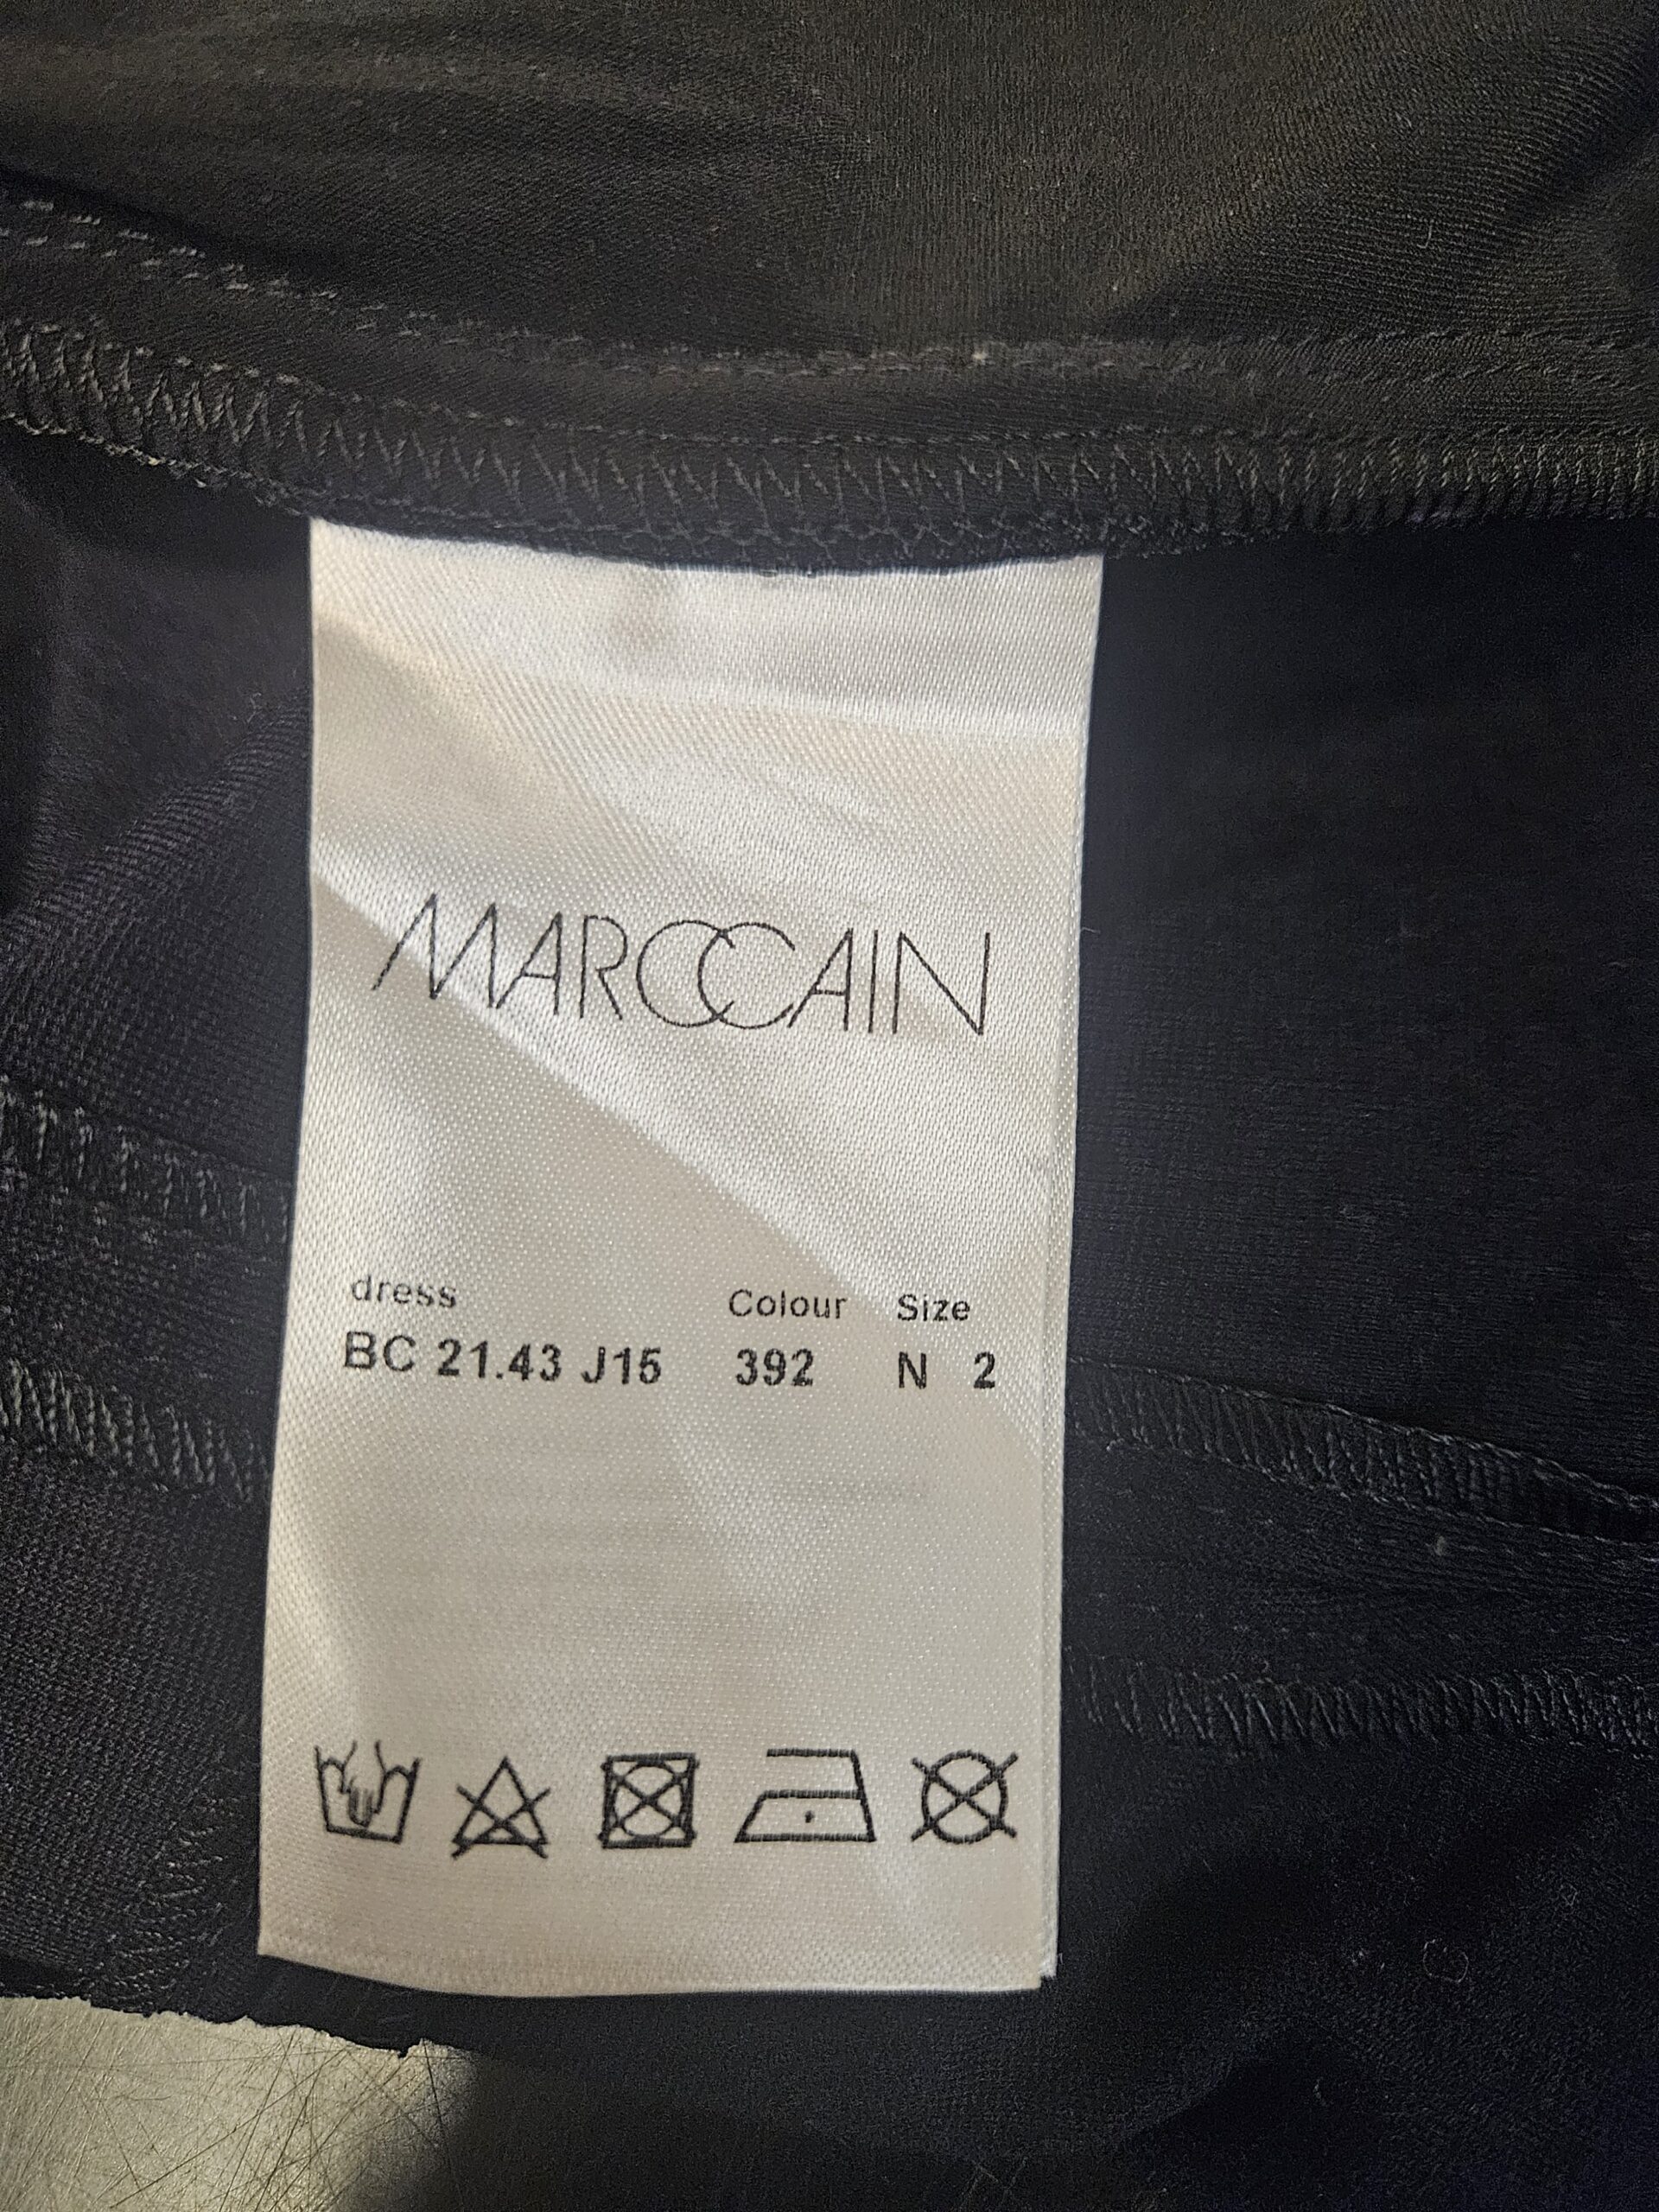 MARCCAIN
dress Colour Size
BC 21.43 J15 392 N 2